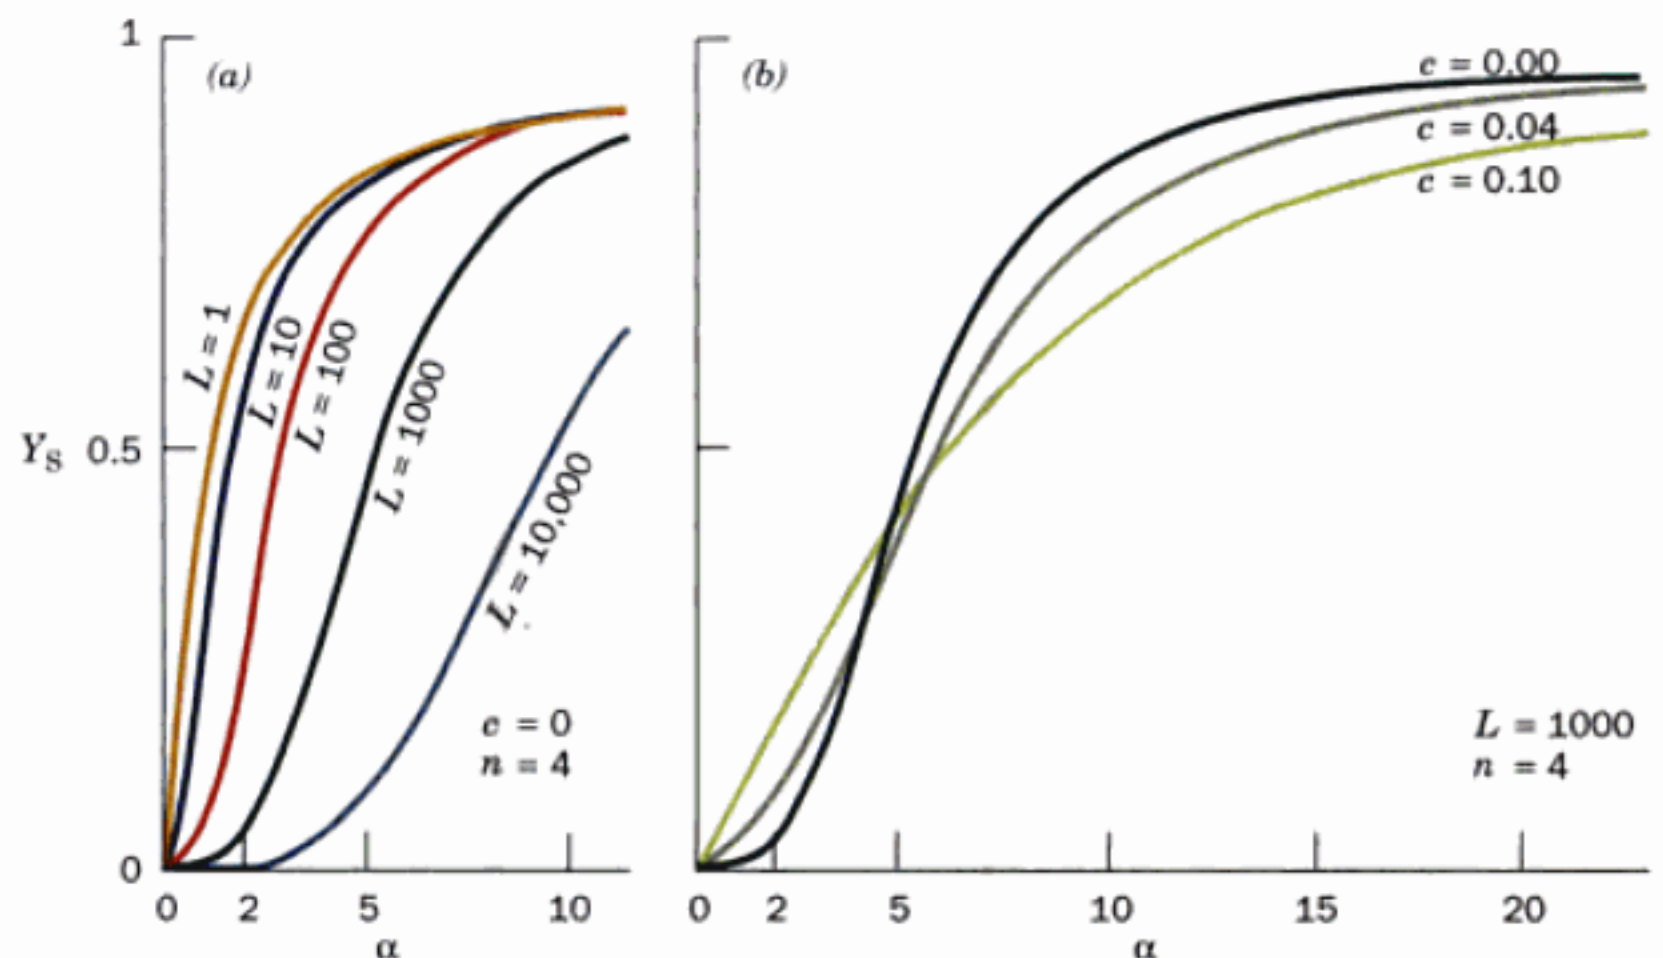 1
(a)
(b)
c = 0.00
c = 0.04
c = 0.10
L = 1
L = 10
L = 100
L = 1000
L = 10,000
Y_S 0.5
c = 0
n = 4
L = 1000
n = 4
0
0 2 5 10
α
0 2 5 10 15 20
α